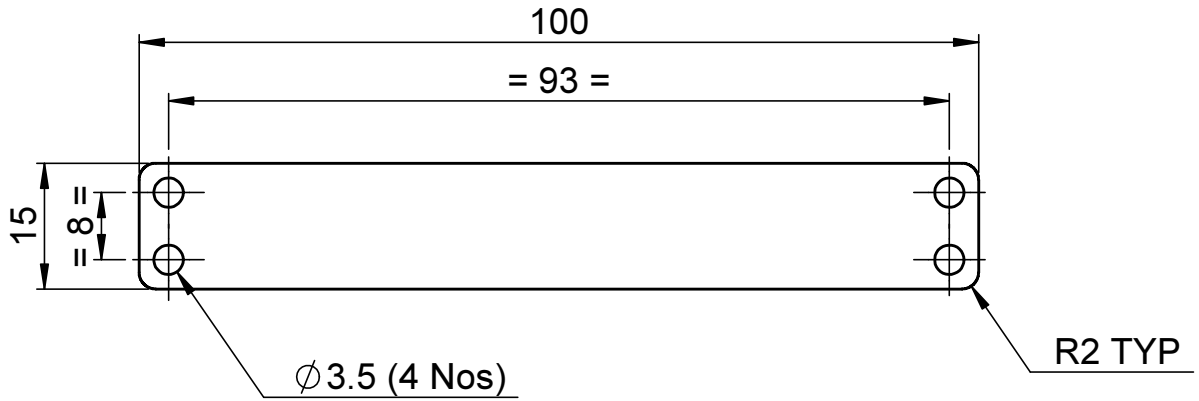 100
= 93 =
15
= 8 =
∅3.5 (4 Nos)
R2 TYP